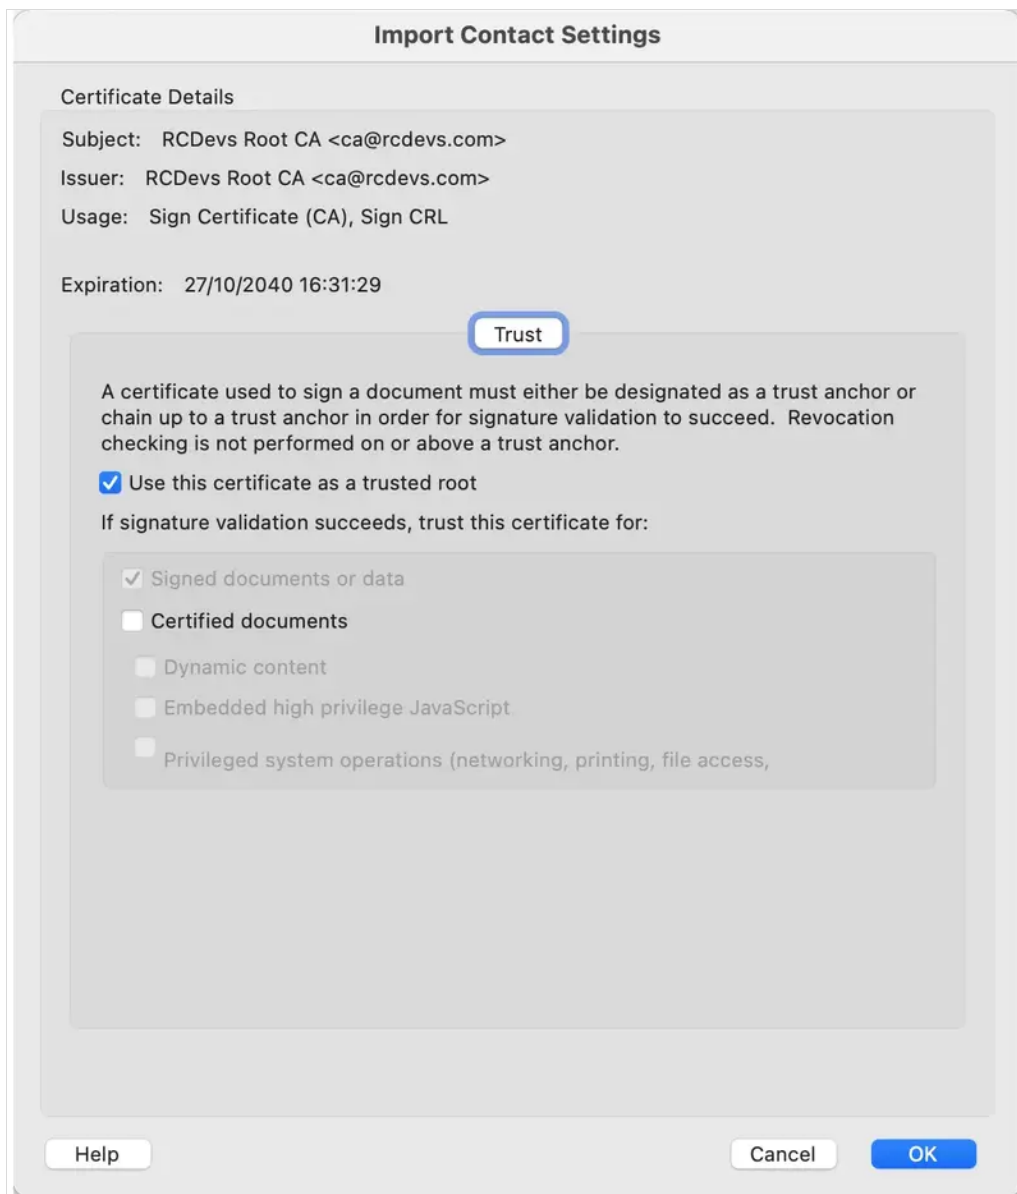 Import Contact Settings
Certificate Details
Subject: RCDevs Root CA <ca@rcdevs.com>
Issuer: RCDevs Root CA <ca@rcdevs.com>
Usage: Sign Certificate (CA), Sign CRL
Expiration: 27/10/2040 16:31:29
Trust
A certificate used to sign a document must either be designated as a trust anchor or
chain up to a trust anchor in order for signature validation to succeed. Revocation
checking is not performed on or above a trust anchor.
Use this certificate as a trusted root
If signature validation succeeds, trust this certificate for:
Signed documents or data
Certified documents
Dynamic content
Embedded high privilege JavaScript
Privileged system operations (networking, printing, file access,
Help Cancel OK